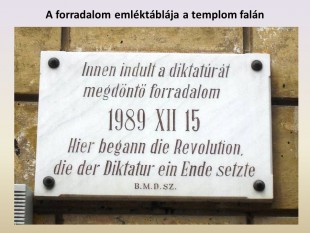 A forradalom emléktáblája a templom falán
Innen indult a diktatúrát
megdöntő forradalom
1989 XII 15
Hier begann die Revolution,
die der Diktatur ein Ende setzte
B.M.D.SZ.